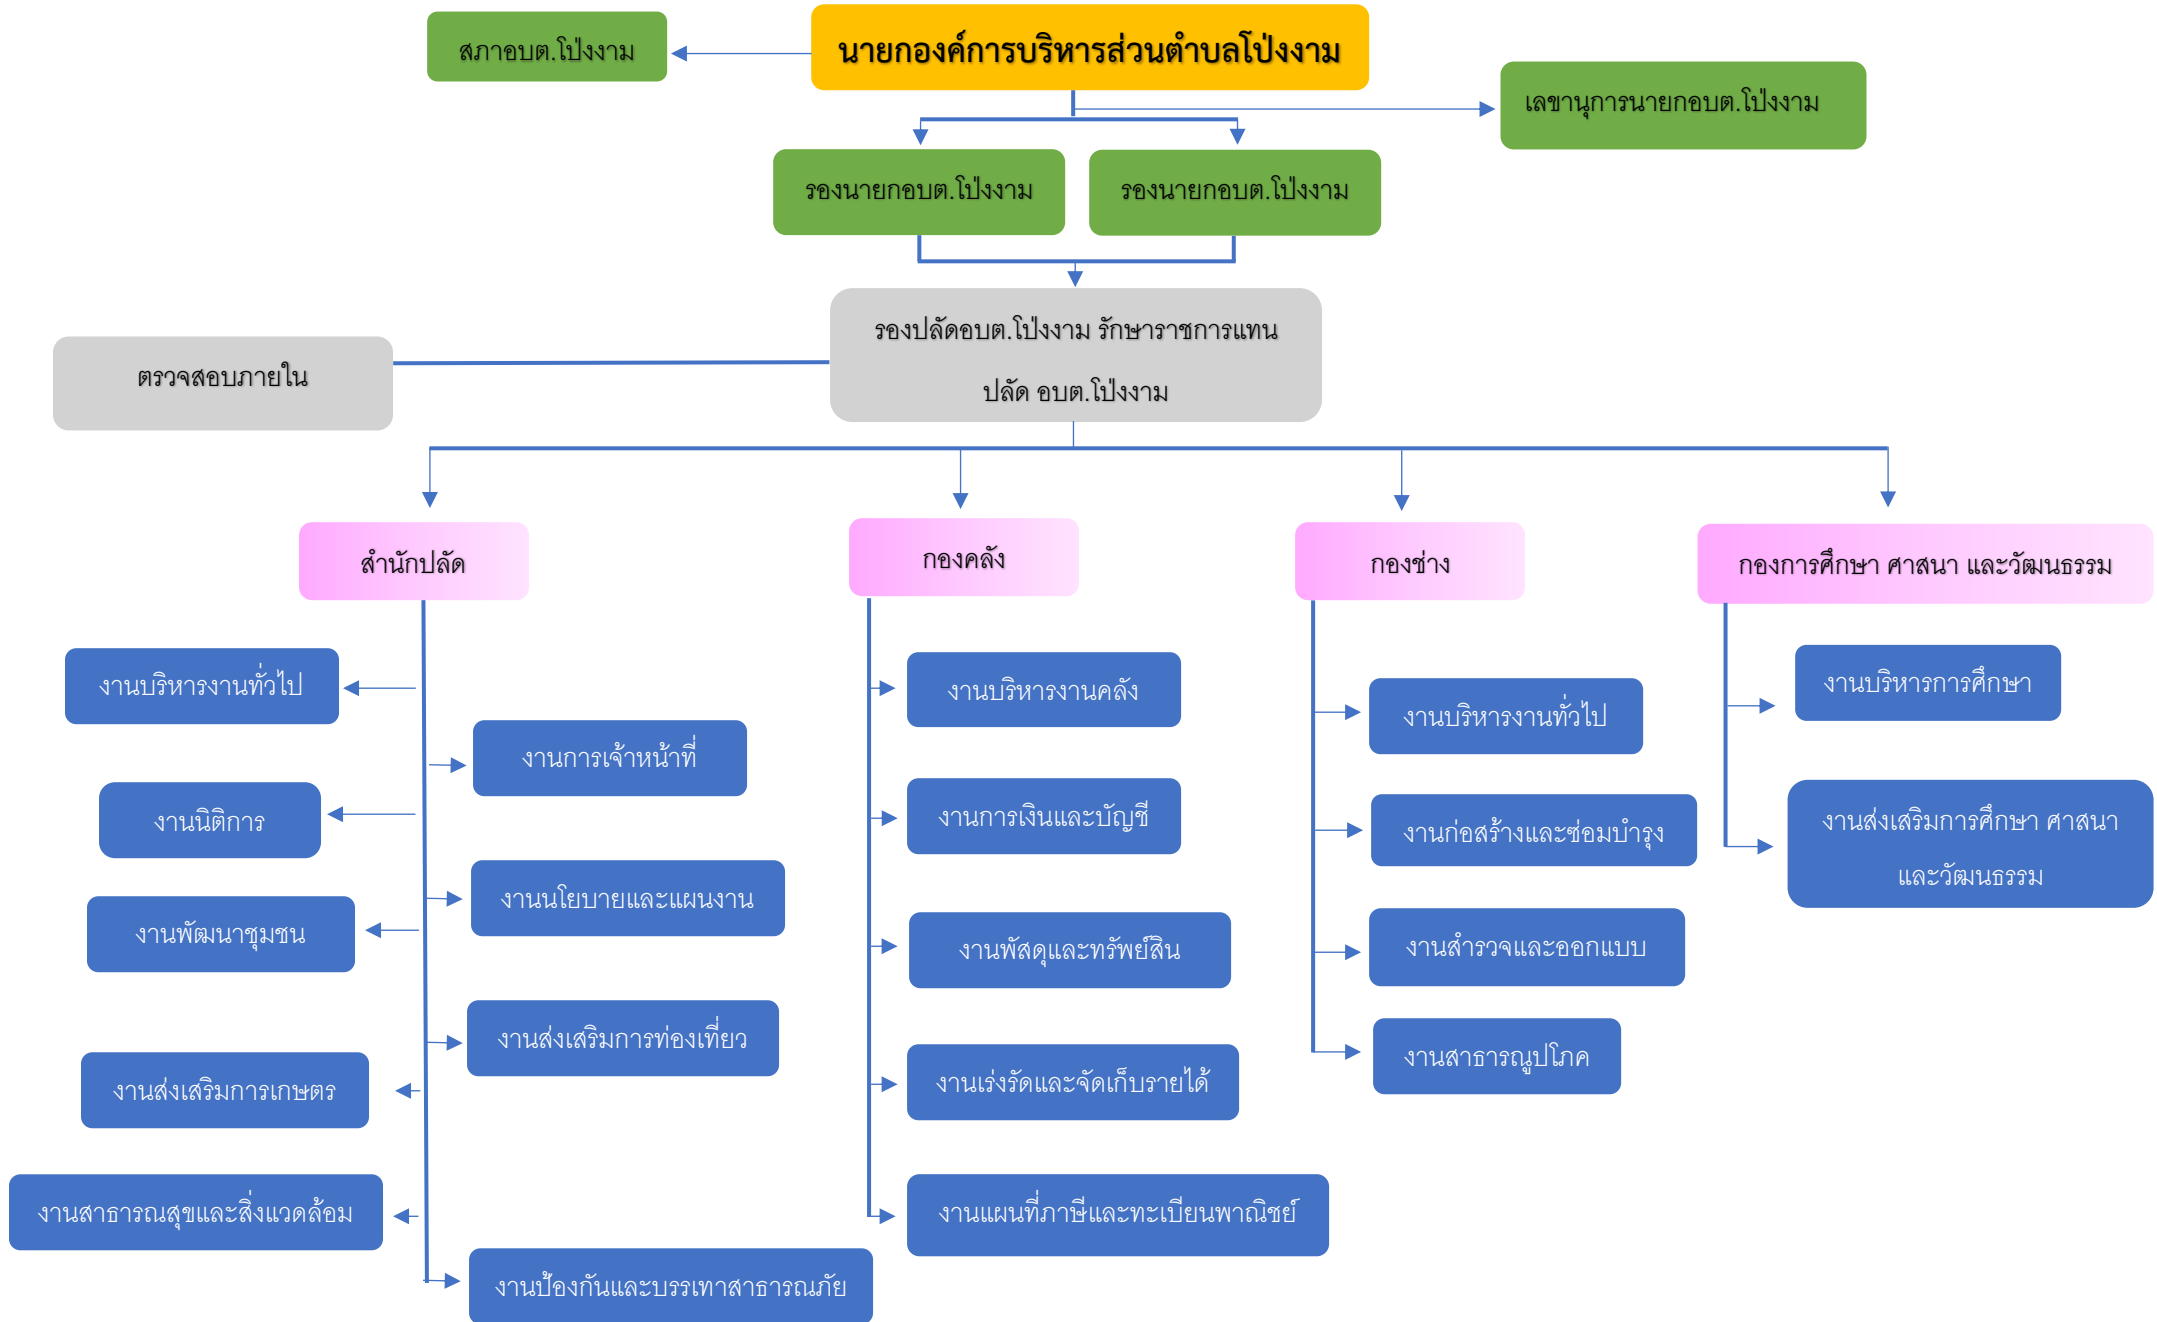 สภาอบต.โป่งงาม
นายกองค์การบริหารส่วนตำบลโป่งงาม
เลขานุการนายกอบต.โป่งงาม
รองนายกอบต.โป่งงาม
รองนายกอบต.โป่งงาม
รองปลัดอบต.โป่งงาม รักษาราชการแทน
ปลัด อบต.โป่งงาม
ตรวจสอบภายใน
สำนักปลัด
กองคลัง
กองช่าง
กองการศึกษา ศาสนา และวัฒนธรรม
งานบริหารงานทั่วไป
งานการเจ้าหน้าที่
งานนิติการ
งานนโยบายและแผนงาน
งานพัฒนาชุมชน
งานส่งเสริมการท่องเที่ยว
งานส่งเสริมการเกษตร
งานสาธารณสุขและสิ่งแวดล้อม
งานป้องกันและบรรเทาสาธารณภัย
งานบริหารงานคลัง
งานการเงินและบัญชี
งานพัสดุและทรัพย์สิน
งานเร่งรัดและจัดเก็บรายได้
งานแผนที่ภาษีและทะเบียนพาณิชย์
งานบริหารงานทั่วไป
งานก่อสร้างและซ่อมบำรุง
งานสำรวจและออกแบบ
งานสาธารณูปโภค
งานบริหารการศึกษา
งานส่งเสริมการศึกษา ศาสนา
และวัฒนธรรม